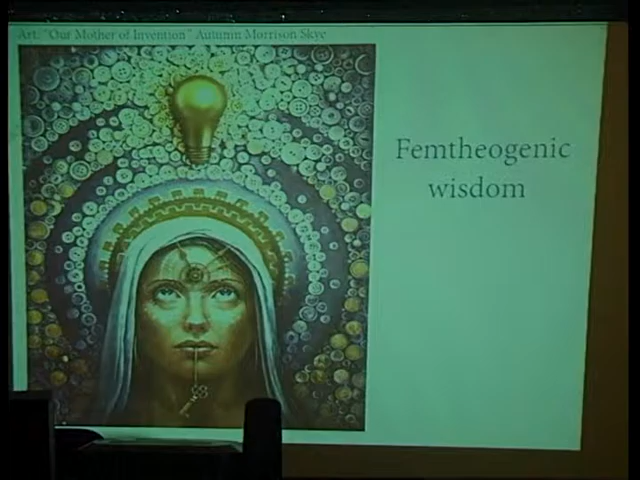 Art: "Our Mother of Invention" Autumn Morrison Skye
Femtheogenic
wisdom